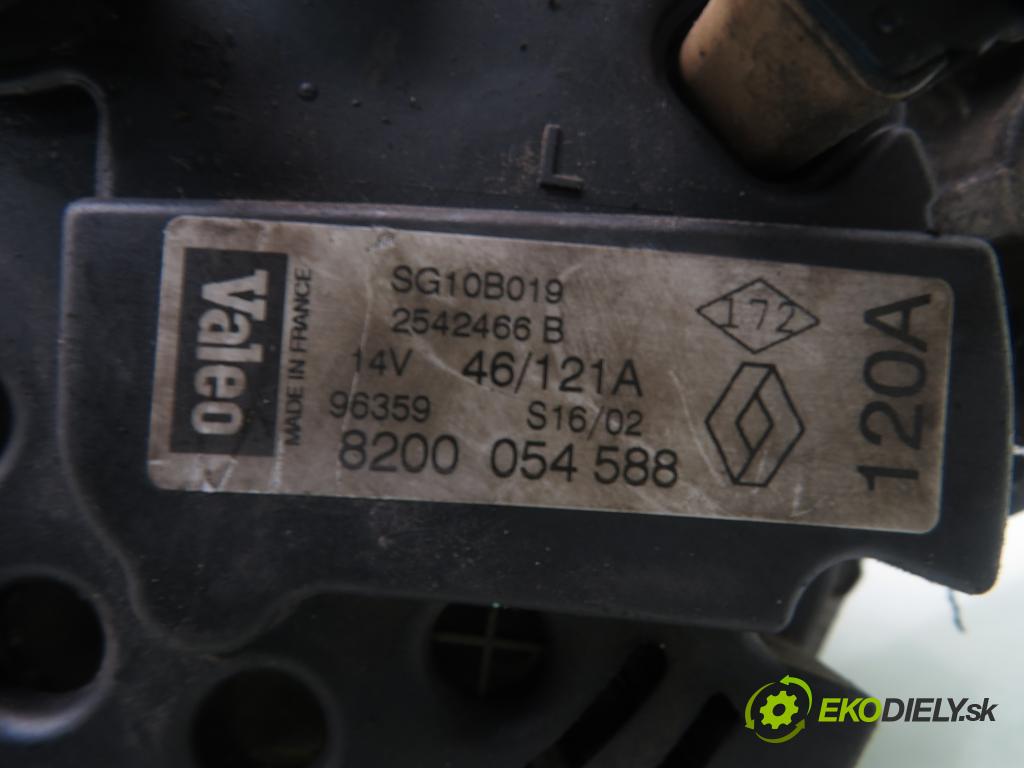 L
Valeo
MADE IN FRANCE
SG10B019
2542466 B
14V 46/121A
96359 S16/02
8200 054 588
172
120A
EKODIELY.sk